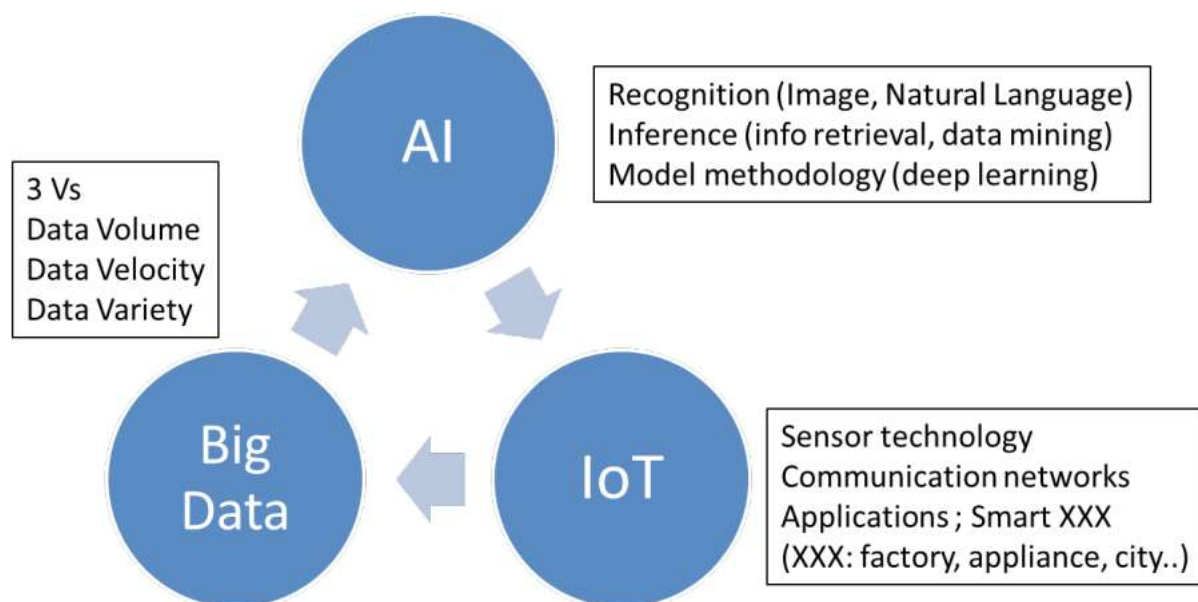 AI
Recognition (Image, Natural Language)
Inference (info retrieval, data mining)
Model methodology (deep learning)
3 Vs
Data Volume
Data Velocity
Data Variety
Big
Data
IoT
Sensor technology
Communication networks
Applications ; Smart XXX
(XXX: factory, appliance, city..)